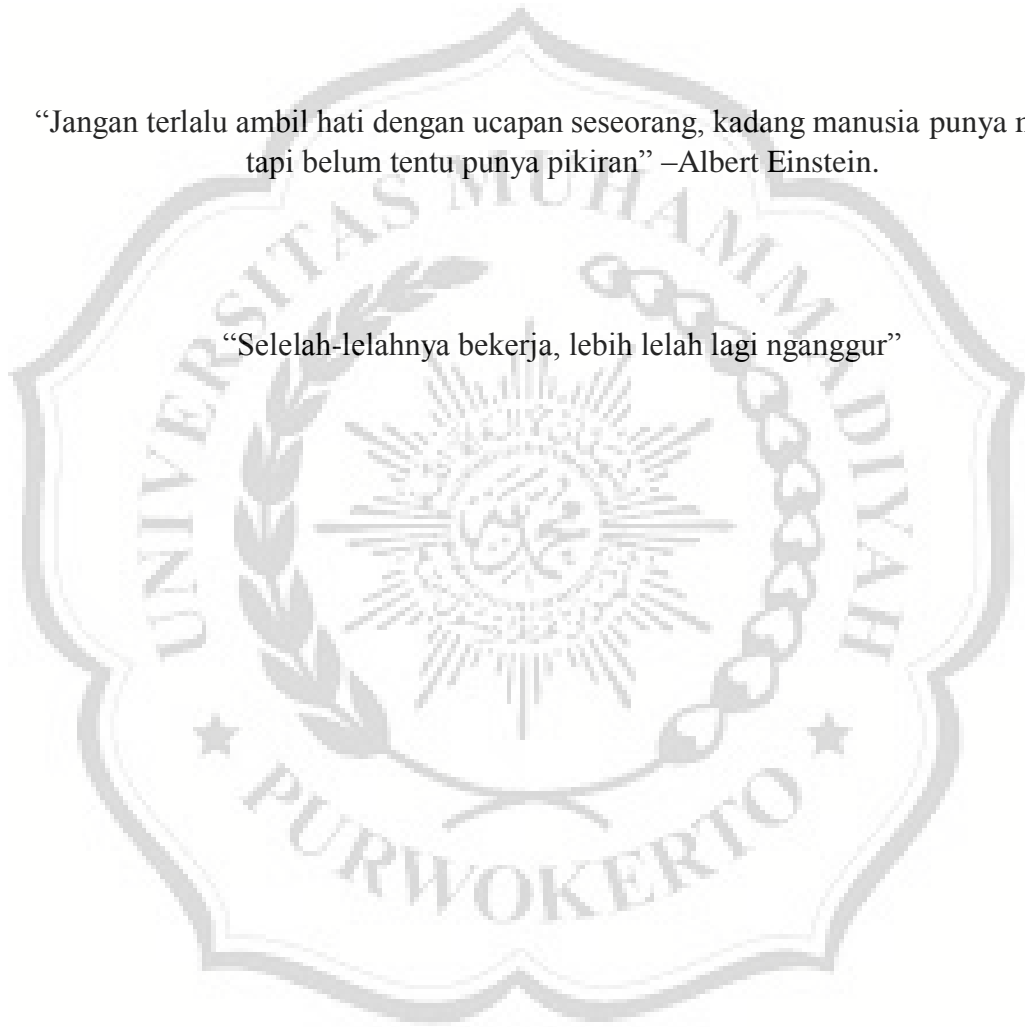 “Jangan terlalu ambil hati dengan ucapan seseorang, kadang manusia punya
tapi belum tentu punya pikiran” –Albert Einstein.
“Selelah-lelahnya bekerja, lebih lelah lagi nganggur”
UNIVERSITAS MUHAMMADIYAH
★ PURWOKERTO ★